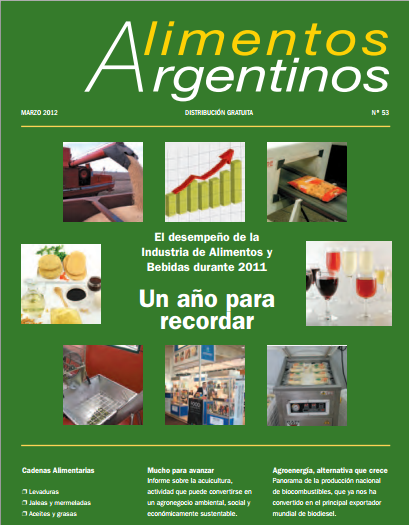 Alimentos
Argentinos
MARZO 2012
DISTRIBUCIÓN GRATUITA
N° 53
El desempeño de la
Industria de Alimentos y
Bebidas durante 2011
Un año para
recordar
Cadenas Alimentarias
❒ Levaduras
❒ Jaleas y mermeladas
❒ Aceites y grasas
Mucho para avanzar
Informe sobre la acuicultura,
actividad que puede convertirse en
un agronegocio ambiental, social y
económicamente sustentable.
Agroenergía, alternativa que crece
Panorama de la producción nacional
de biocombustibles, que ya nos ha
convertido en el principal exportador
mundial de biodiesel.